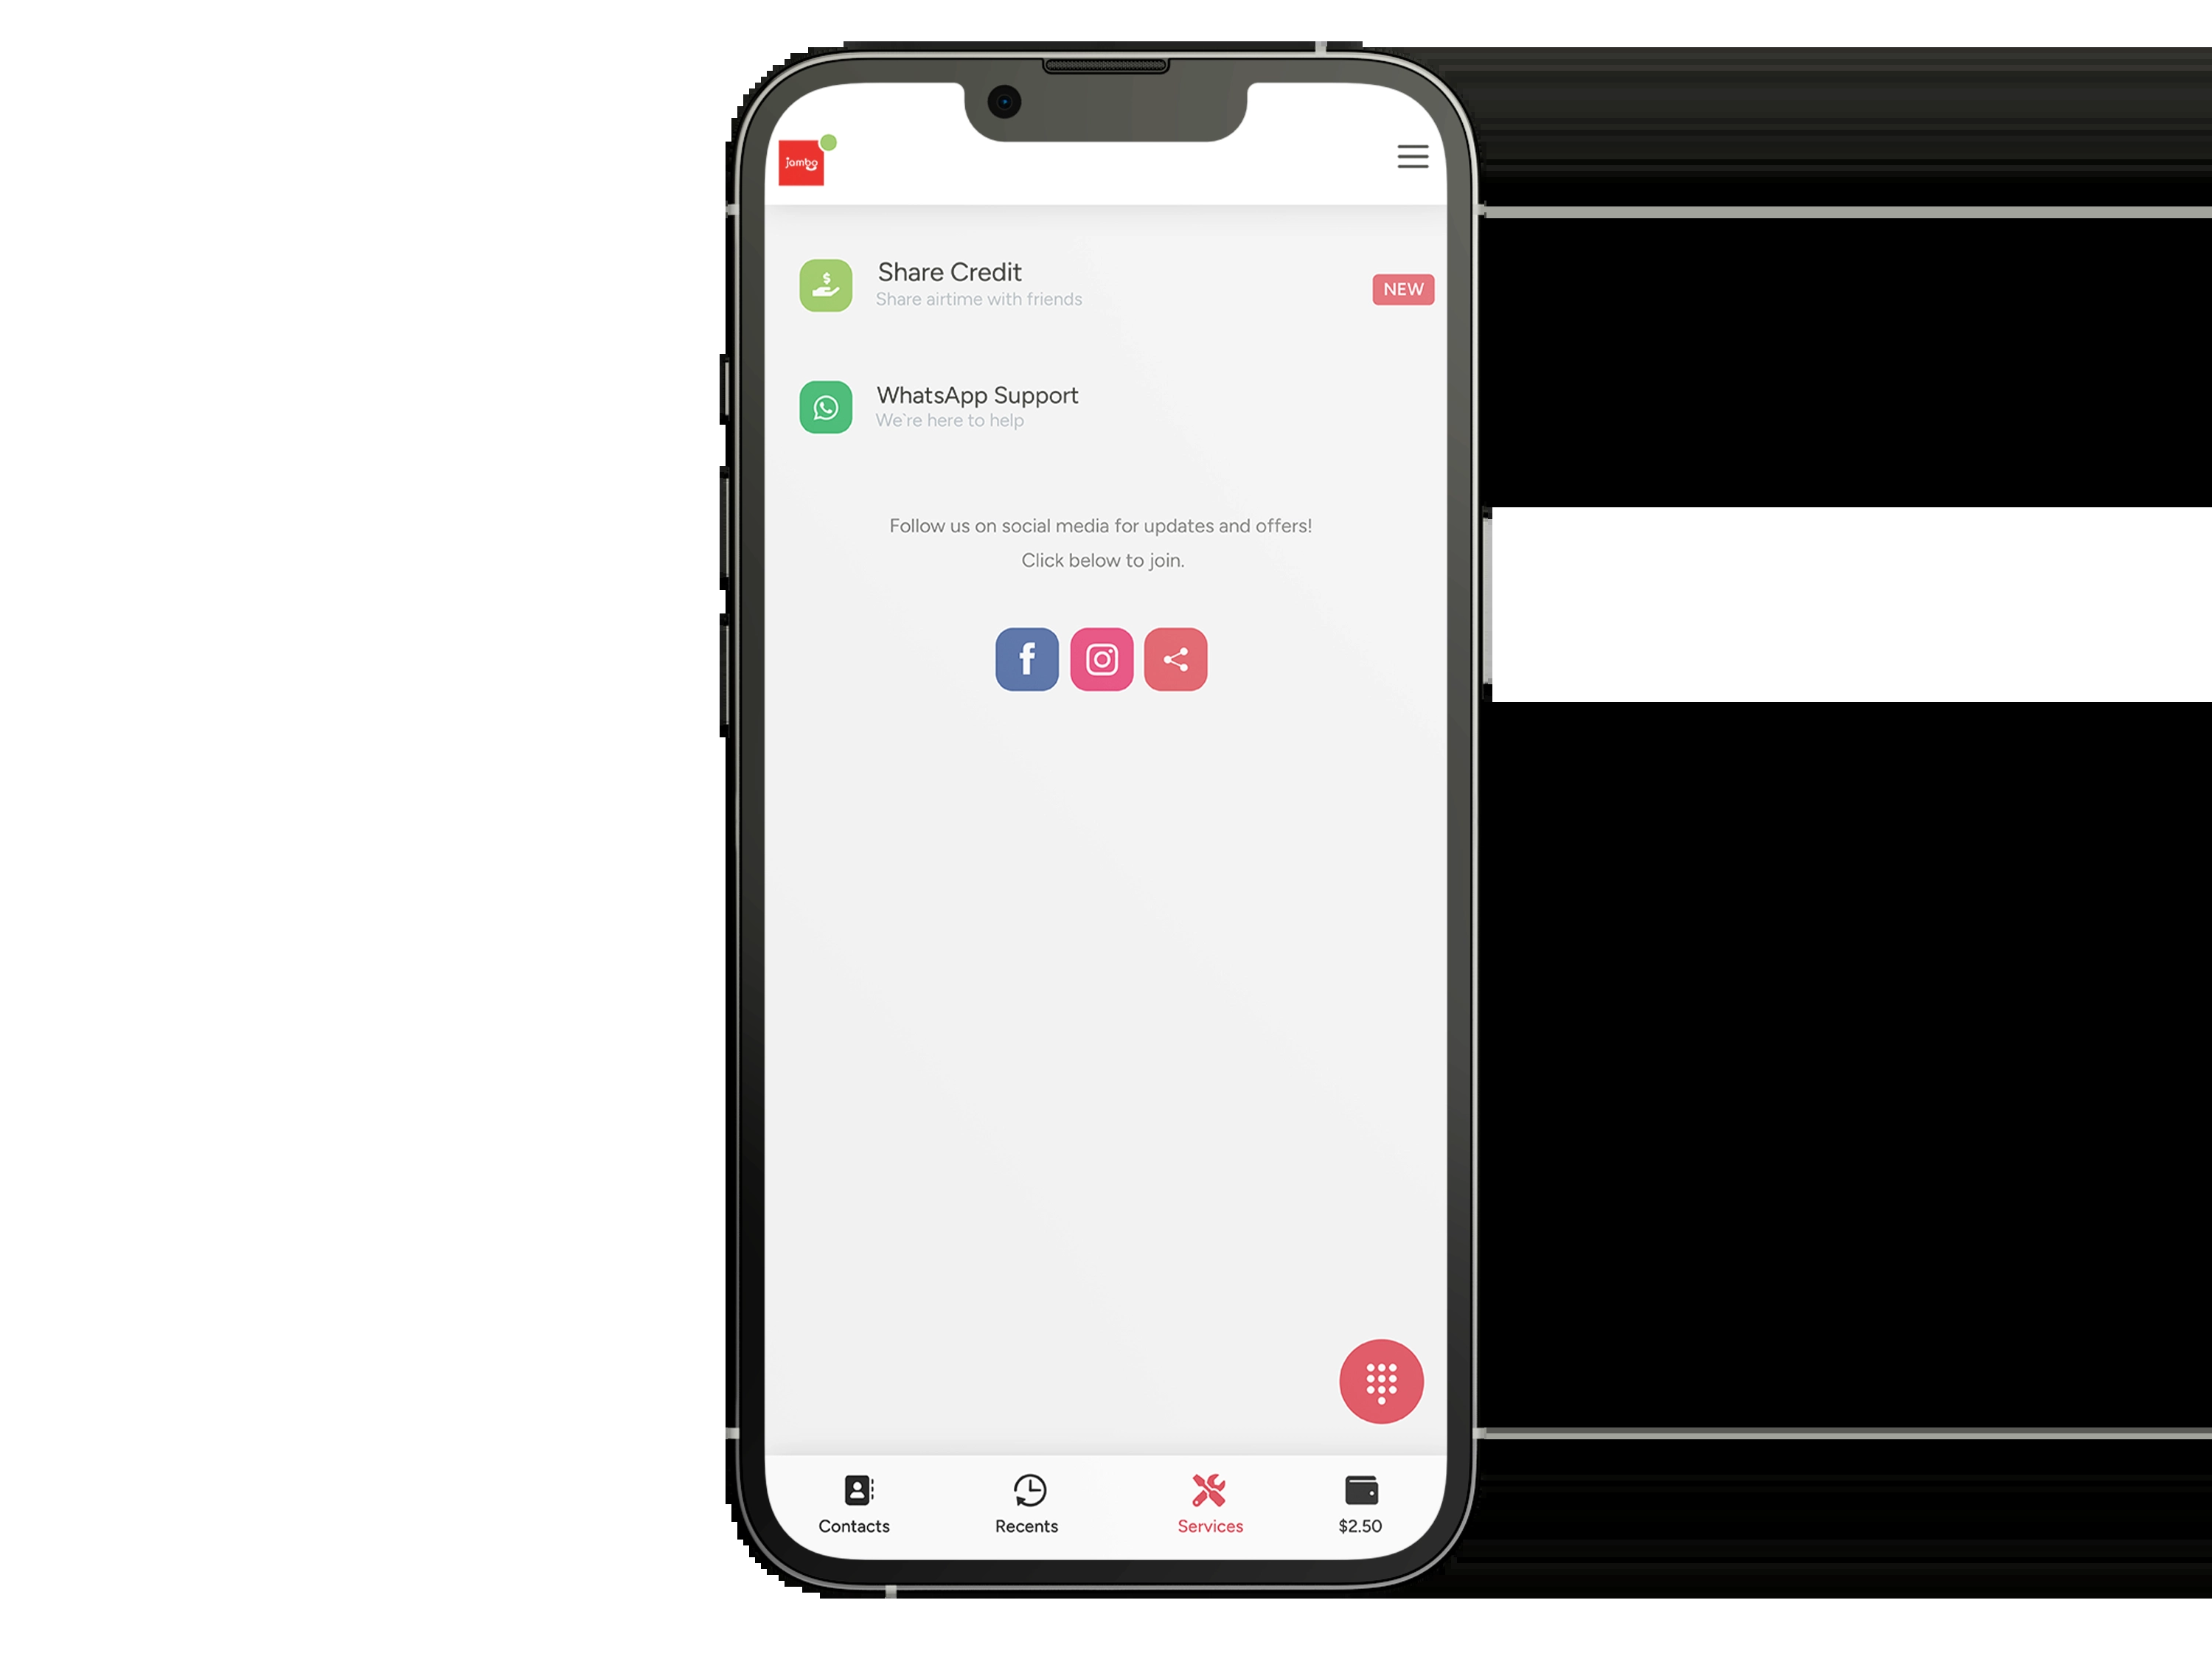 jambo
Share Credit
Share airtime with friends
NEW
WhatsApp Support
We`re here to help
Follow us on social media for updates and offers!
Click below to join.
Contacts
Recents
Services
$2.50